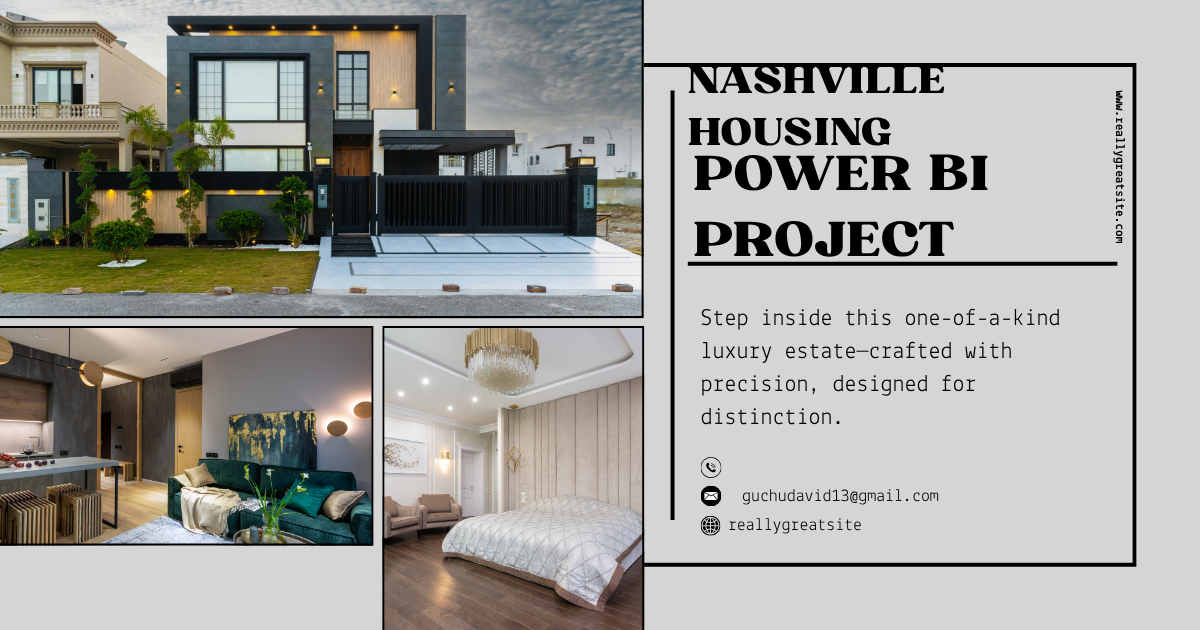 NASHVILLE
HOUSING
POWER BI
PROJECT
www.reallygreatsite.com
Step inside this one-of-a-kind
luxury estate—crafted with
precision, designed for
distinction.
guchudavid13@gmail.com
reallygreatsite